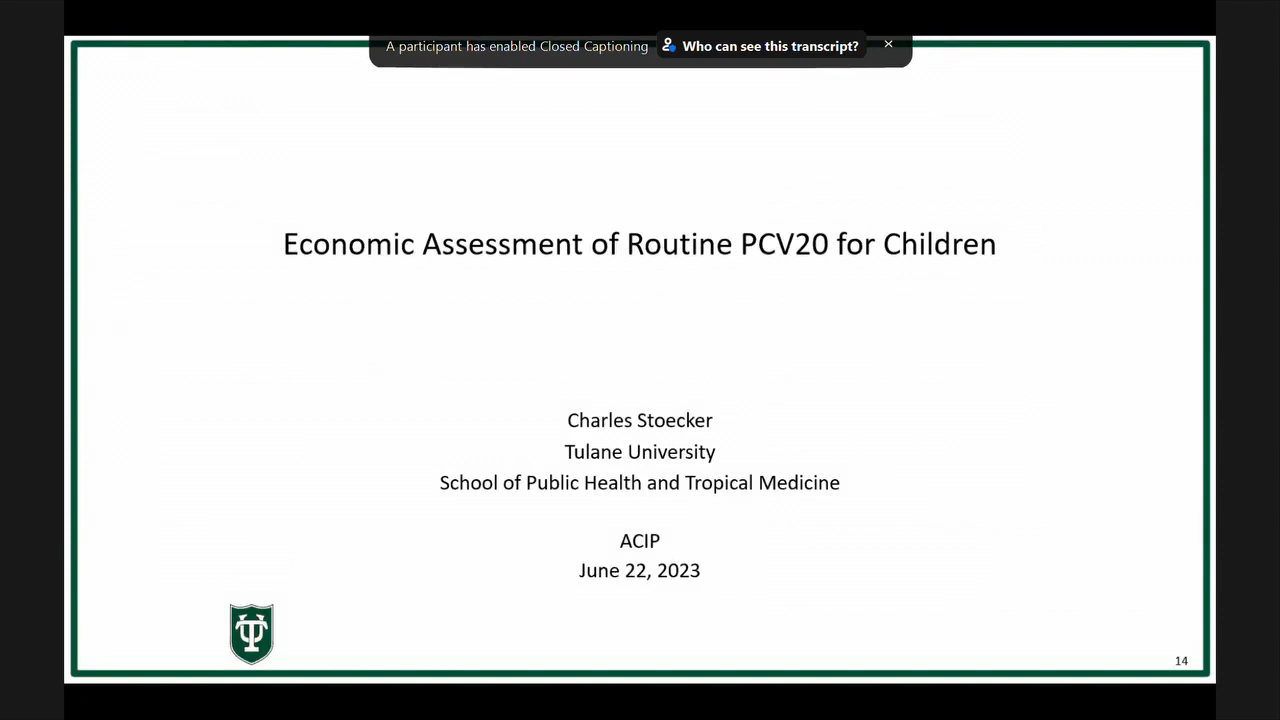 A participant has enabled Closed Captioning Who can see this transcript?
Economic Assessment of Routine PCV20 for Children
Charles Stoecker
Tulane University
School of Public Health and Tropical Medicine
ACIP
June 22, 2023
14